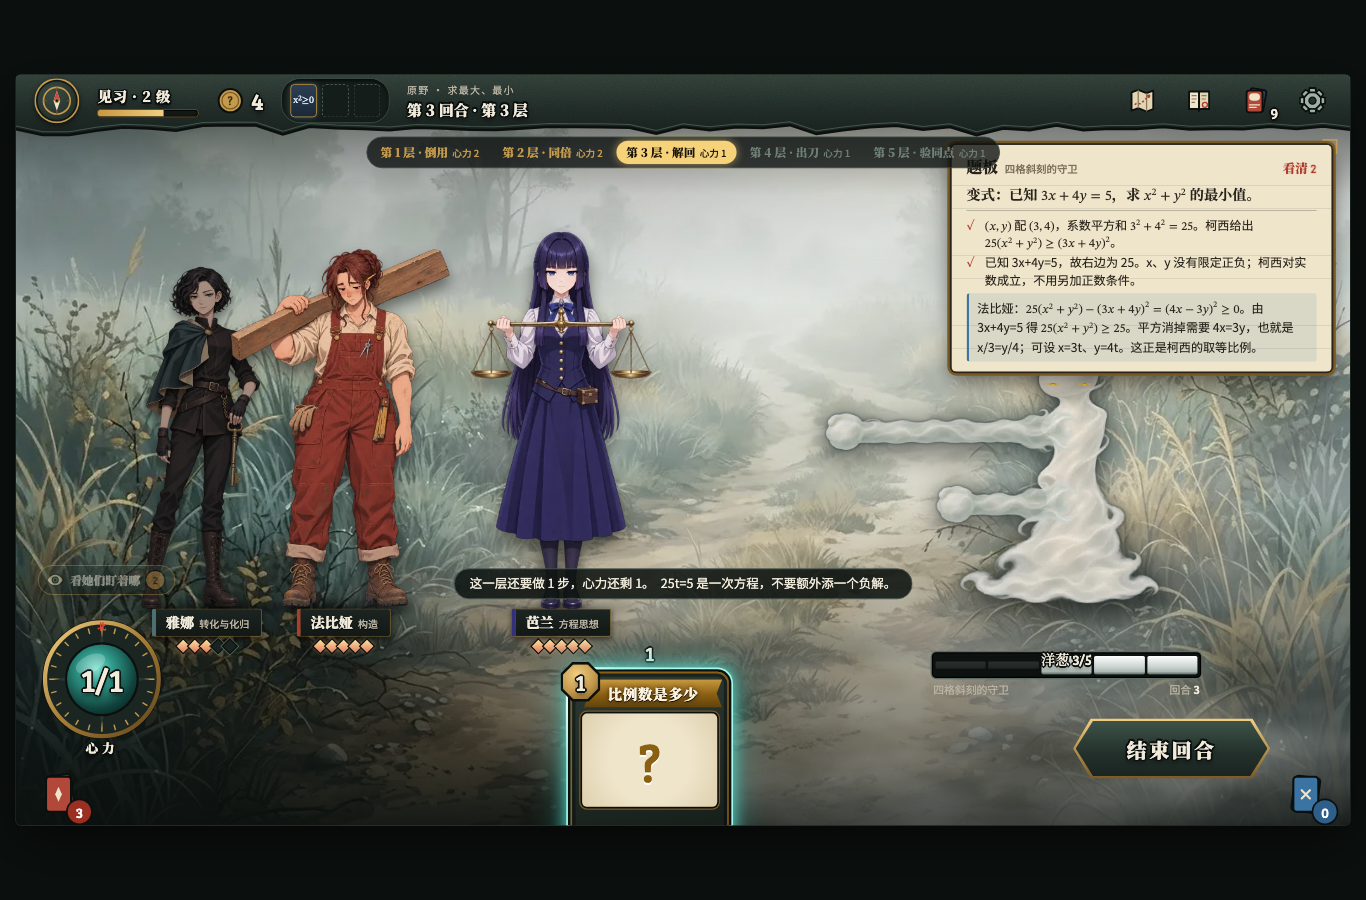 见习 · 2 级
? 4
x²≥0
原野 · 求最大、最小
第 3 回合 · 第 3 层
9
第 1 层 · 倒用 心力 2
第 2 层 · 同倍 心力 2
第 3 层 · 解回 心力 1
第 4 层 · 出刀 心力 1
第 5 层 · 验同点 心力 1
题板 四格斜刻的守卫 看清 2
变式：已知 3x + 4y = 5，求 x² + y² 的最小值。
√ (x, y) 配 (3, 4)，系数平方和 3² + 4² = 25。柯西给出
25(x² + y²) ≥ (3x + 4y)²。
√ 已知 3x+4y=5，故右边为 25。x、y 没有限定正负；柯西对实
数成立，不用另加正数条件。
法比娅：25(x² + y²) − (3x + 4y)² = (4x − 3y)² ≥ 0。由
3x+4y=5 得 25(x² + y²) ≥ 25。平方消掉需要 4x=3y，也就是
x/3=y/4；可设 x=3t、y=4t。这正是柯西的取等比例。
看她们盯着哪 2
这一层还要做 1 步，心力还剩 1。 25t=5 是一次方程，不要额外添一个负解。
雅娜 转化与化归
法比娅 构造
芭兰 方程思想
1/1
心力
3
1
1
比例数是多少
?
洋葱 3/5
四格斜刻的守卫
回合 3
结束回合
0